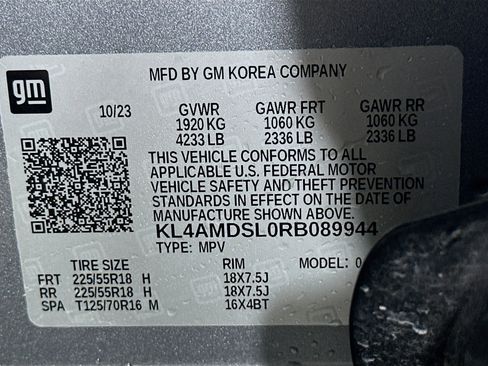 gm
MFD BY GM KOREA COMPANY
10/23 GVWR GAWR FRT GAWR RR
1920 KG 1060 KG 1060 KG
4233 LB 2336 LB 2336 LB
THIS VEHICLE CONFORMS TO ALL
APPLICABLE U.S. FEDERAL MOTOR
VEHICLE SAFETY AND THEFT PREVENTION
STANDARDS IN EFFECT ON THE DATE OF
MANUFACTURE SHOWN ABOVE.
KL4AMDSL0RB089944
TYPE: MPV
TIRE SIZE RIM MODEL: 0
FRT 225/55R18 H 18X7.5J
RR 225/55R18 H 18X7.5J
SPA T125/70R16 M 16X4BT